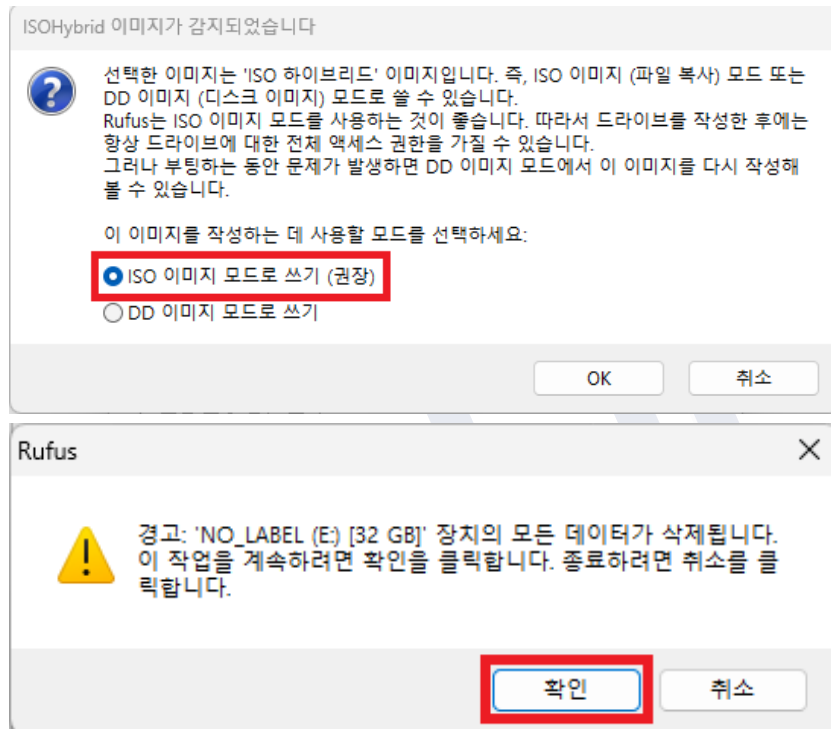 ISOHybrid 이미지가 감지되었습니다
선택한 이미지는 'ISO 하이브리드' 이미지입니다. 즉, ISO 이미지 (파일 복사) 모드 또는
DD 이미지 (디스크 이미지) 모드로 쓸 수 있습니다.
Rufus는 ISO 이미지 모드를 사용하는 것이 좋습니다. 따라서 드라이브를 작성한 후에는
항상 드라이브에 대한 전체 액세스 권한을 가질 수 있습니다.
그러나 부팅하는 동안 문제가 발생하면 DD 이미지 모드에서 이 이미지를 다시 작성해
볼 수 있습니다.
이 이미지를 작성하는 데 사용할 모드를 선택하세요:
ISO 이미지 모드로 쓰기 (권장)
DD 이미지 모드로 쓰기
OK 취소
Rufus
경고: 'NO_LABEL (E:) [32 GB]' 장치의 모든 데이터가 삭제됩니다.
이 작업을 계속하려면 확인을 클릭합니다. 종료하려면 취소를 클
릭합니다.
확인 취소